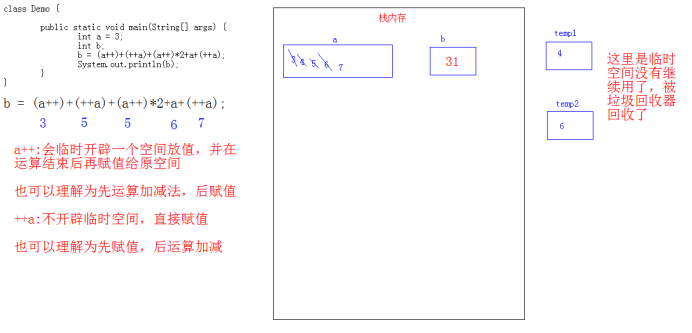 class Demo {
public static void main(String[] args) {
int a = 3;
int b;
b = (a++)+(++a)+(a++)*2+a+(++a);
System.out.println(b);
}
}
b = (a++)+(++a)+(a++)*2+a+(++a);
3 5 5 6 7
a++:会临时开辟一个空间放值，并在
运算结束后再赋值给原空间
也可以理解为先运算加减法，后赋值
++a:不开辟临时空间，直接赋值
也可以理解为先赋值，后运算加减
栈内存
a
3 4 5 6 7
b
31
temp1
4
temp2
6
这里是临时
空间没有继
续用了，被
垃圾回收器
回收了